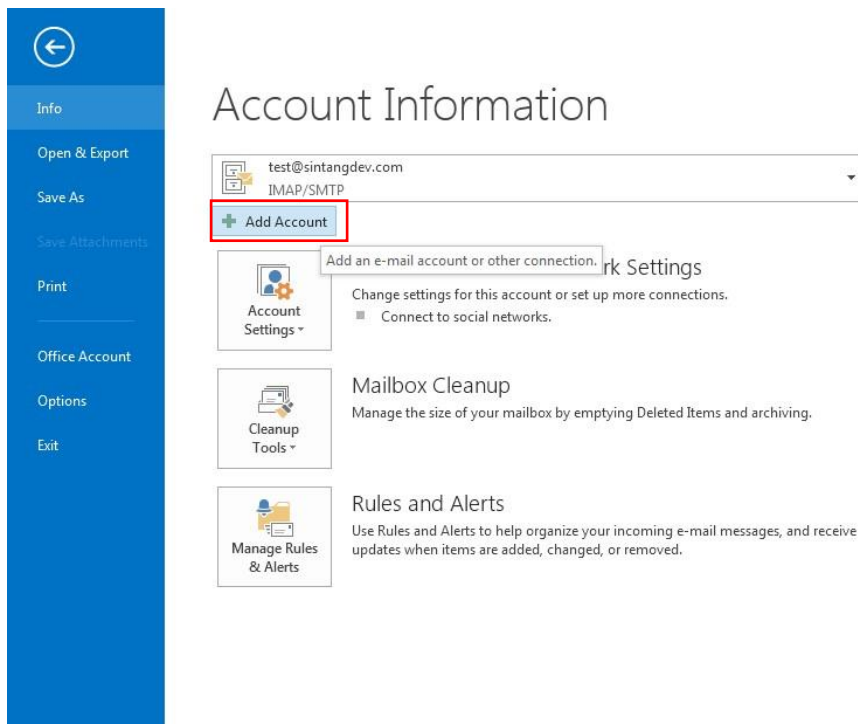 Info
Open & Export
Save As
Save Attachments
Print
Office Account
Options
Exit
Account Information
test@sintangdev.com
IMAP/SMTP
Add Account
Add an e-mail account or other connection.
rk Settings
Account
Settings
Change settings for this account or set up more connections.
Connect to social networks.
Cleanup
Tools
Mailbox Cleanup
Manage the size of your mailbox by emptying Deleted Items and archiving.
Manage Rules
& Alerts
Rules and Alerts
Use Rules and Alerts to help organize your incoming e-mail messages, and receive
updates when items are added, changed, or removed.